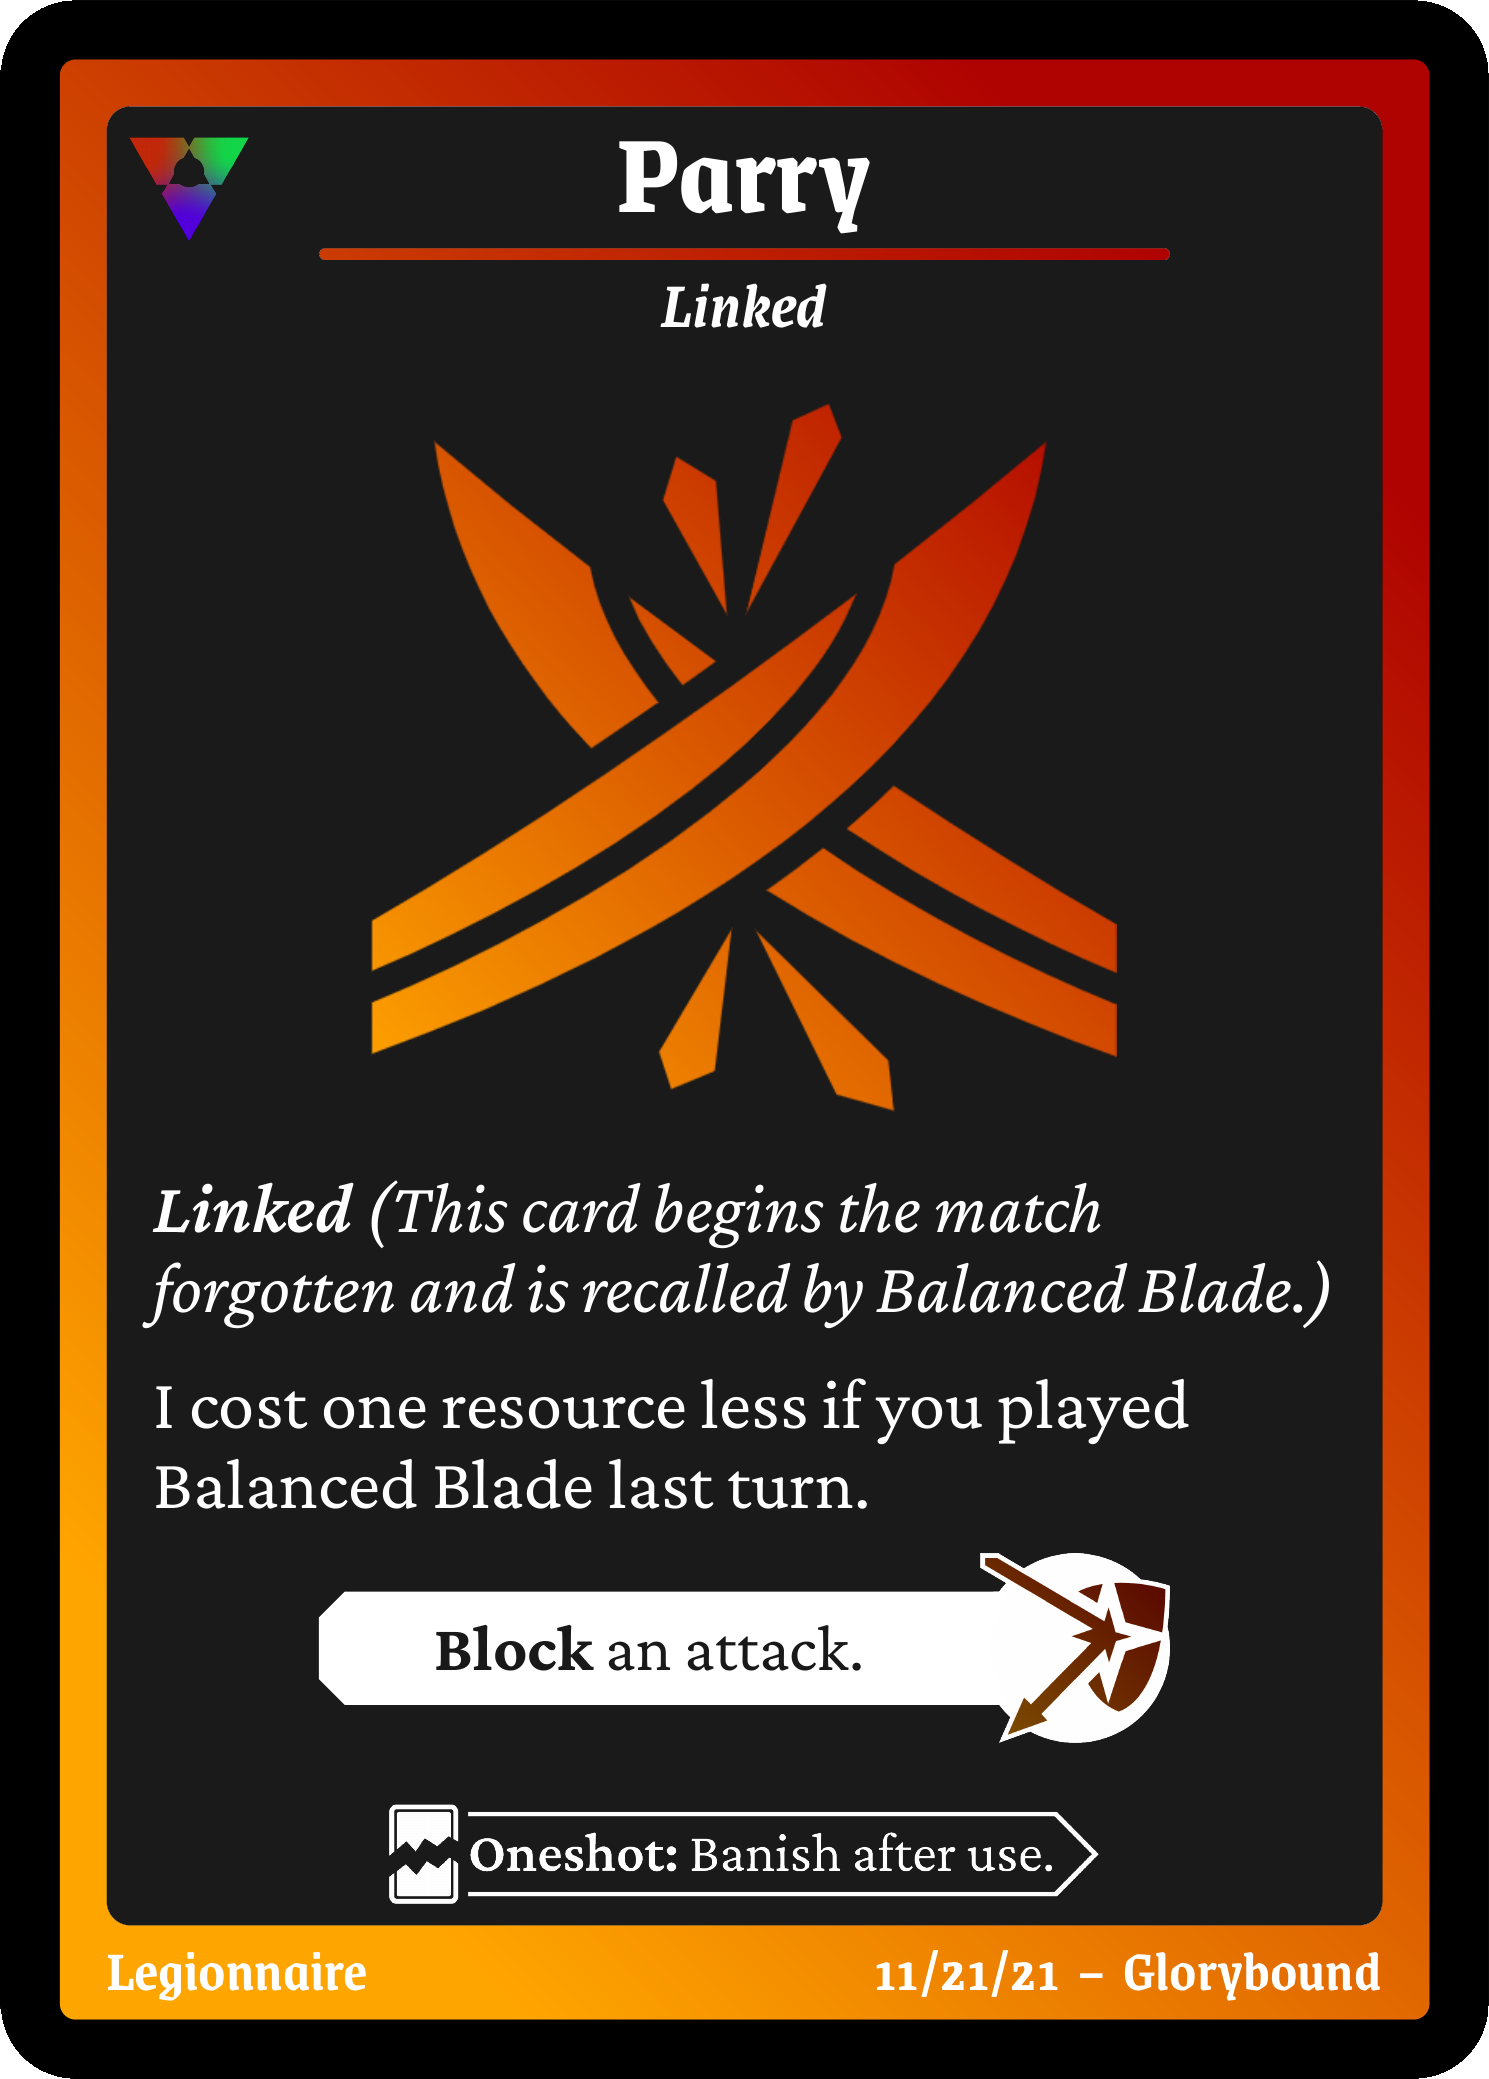 Parry
Linked
Linked (This card begins the match
forgotten and is recalled by Balanced Blade.)
I cost one resource less if you played
Balanced Blade last turn.
Block an attack.
Oneshot: Banish after use.
Legionnaire
11/21/21 – Glorybound